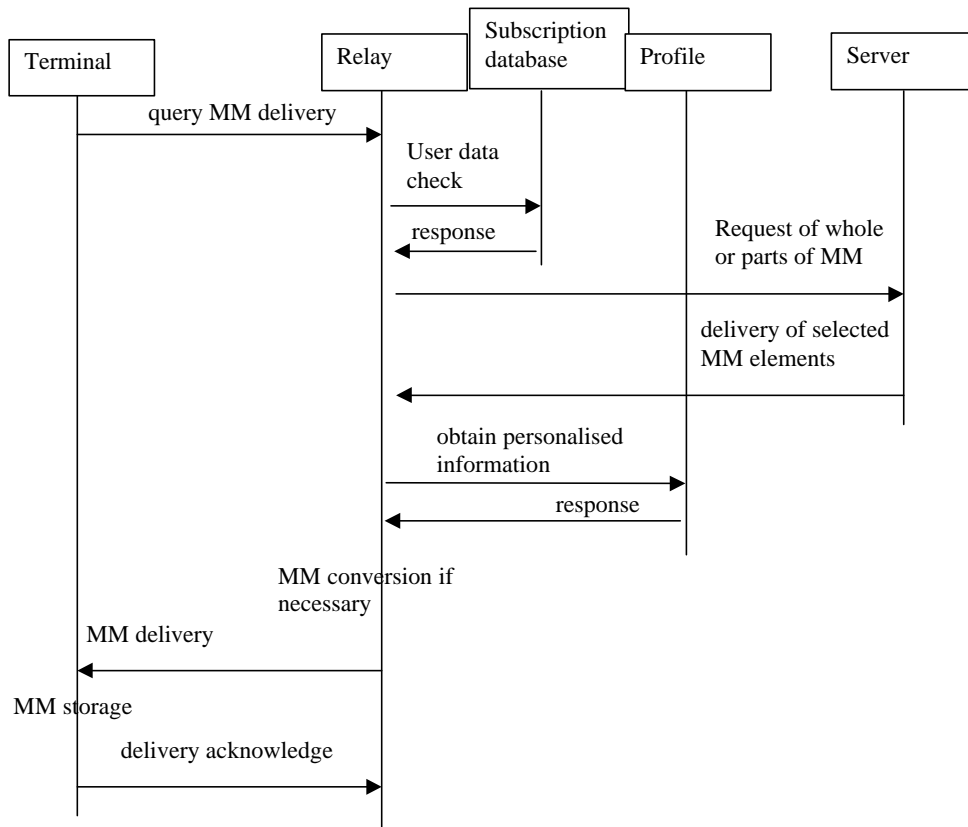 Terminal
Relay
Subscription
database
Profile
Server
query MM delivery
User data
check
response
Request of whole
or parts of MM
delivery of selected
MM elements
obtain personalised
information
response
MM conversion if
necessary
MM delivery
MM storage
delivery acknowledge